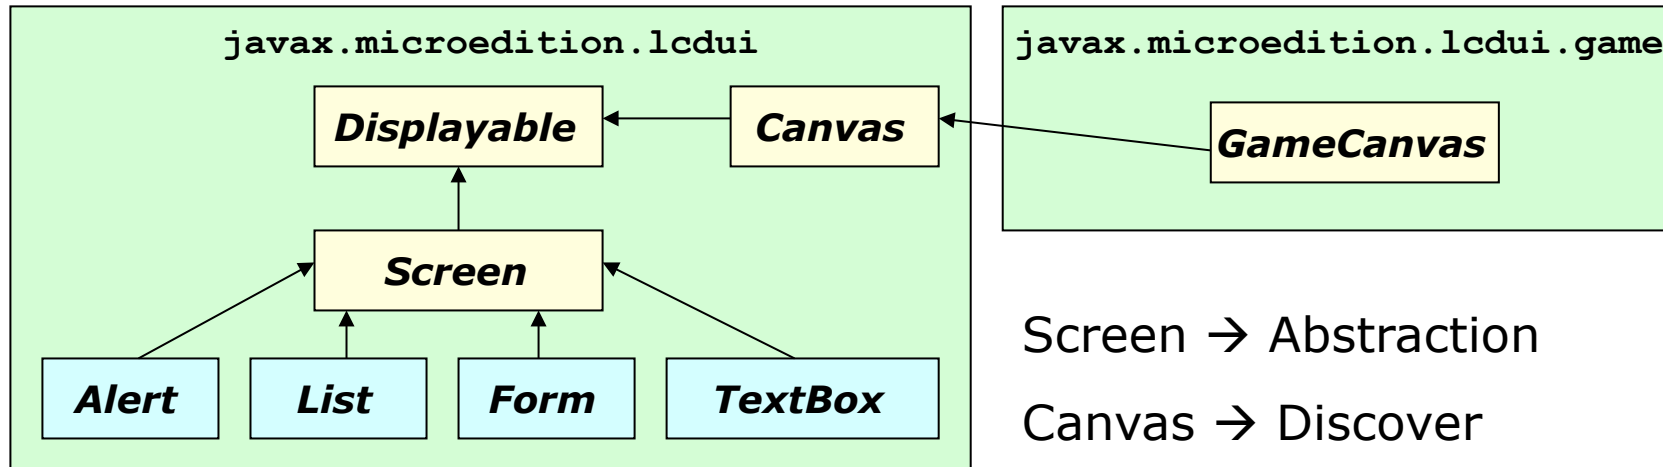 javax.microedition.lcdui
Displayable
Canvas
Screen
Alert
List
Form
TextBox
javax.microedition.lcdui.game
GameCanvas
Screen → Abstraction
Canvas → Discover